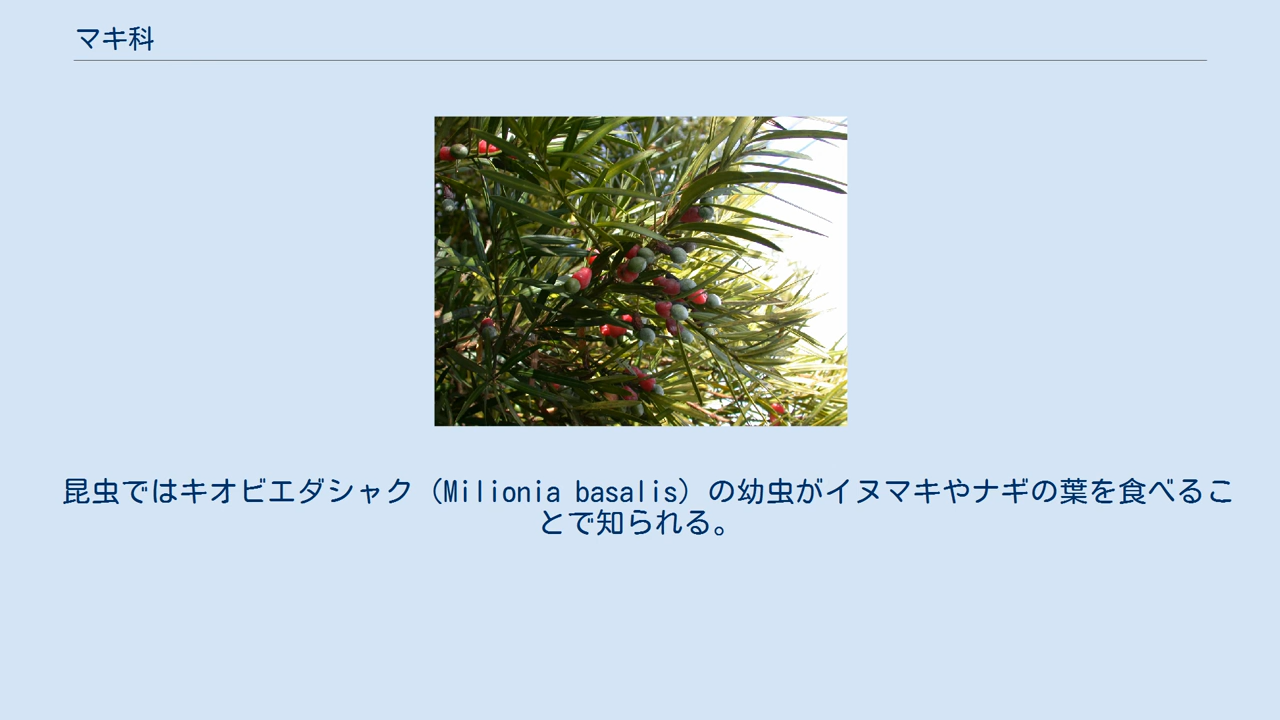 マキ科
昆虫ではキオビエダシャク（Milionia basalis）の幼虫がイヌマキやナギの葉を食べるこ
とで知られる。